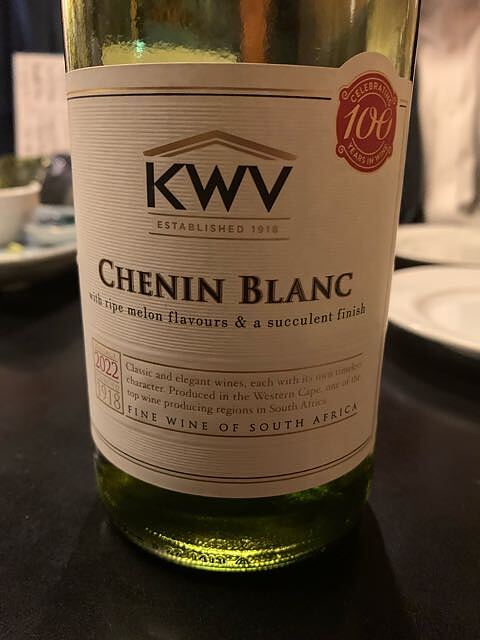 CELEBRATING
100
YEARS IN WINE
KWV
ESTABLISHED 1918
CHENIN BLANC
with ripe melon flavours & a succulent finish
2022
1918
Classic and elegant wines, each with its own timeless
character. Produced in the Western Cape, one of the
top wine producing regions in South Africa.
FINE WINE OF SOUTH AFRICA